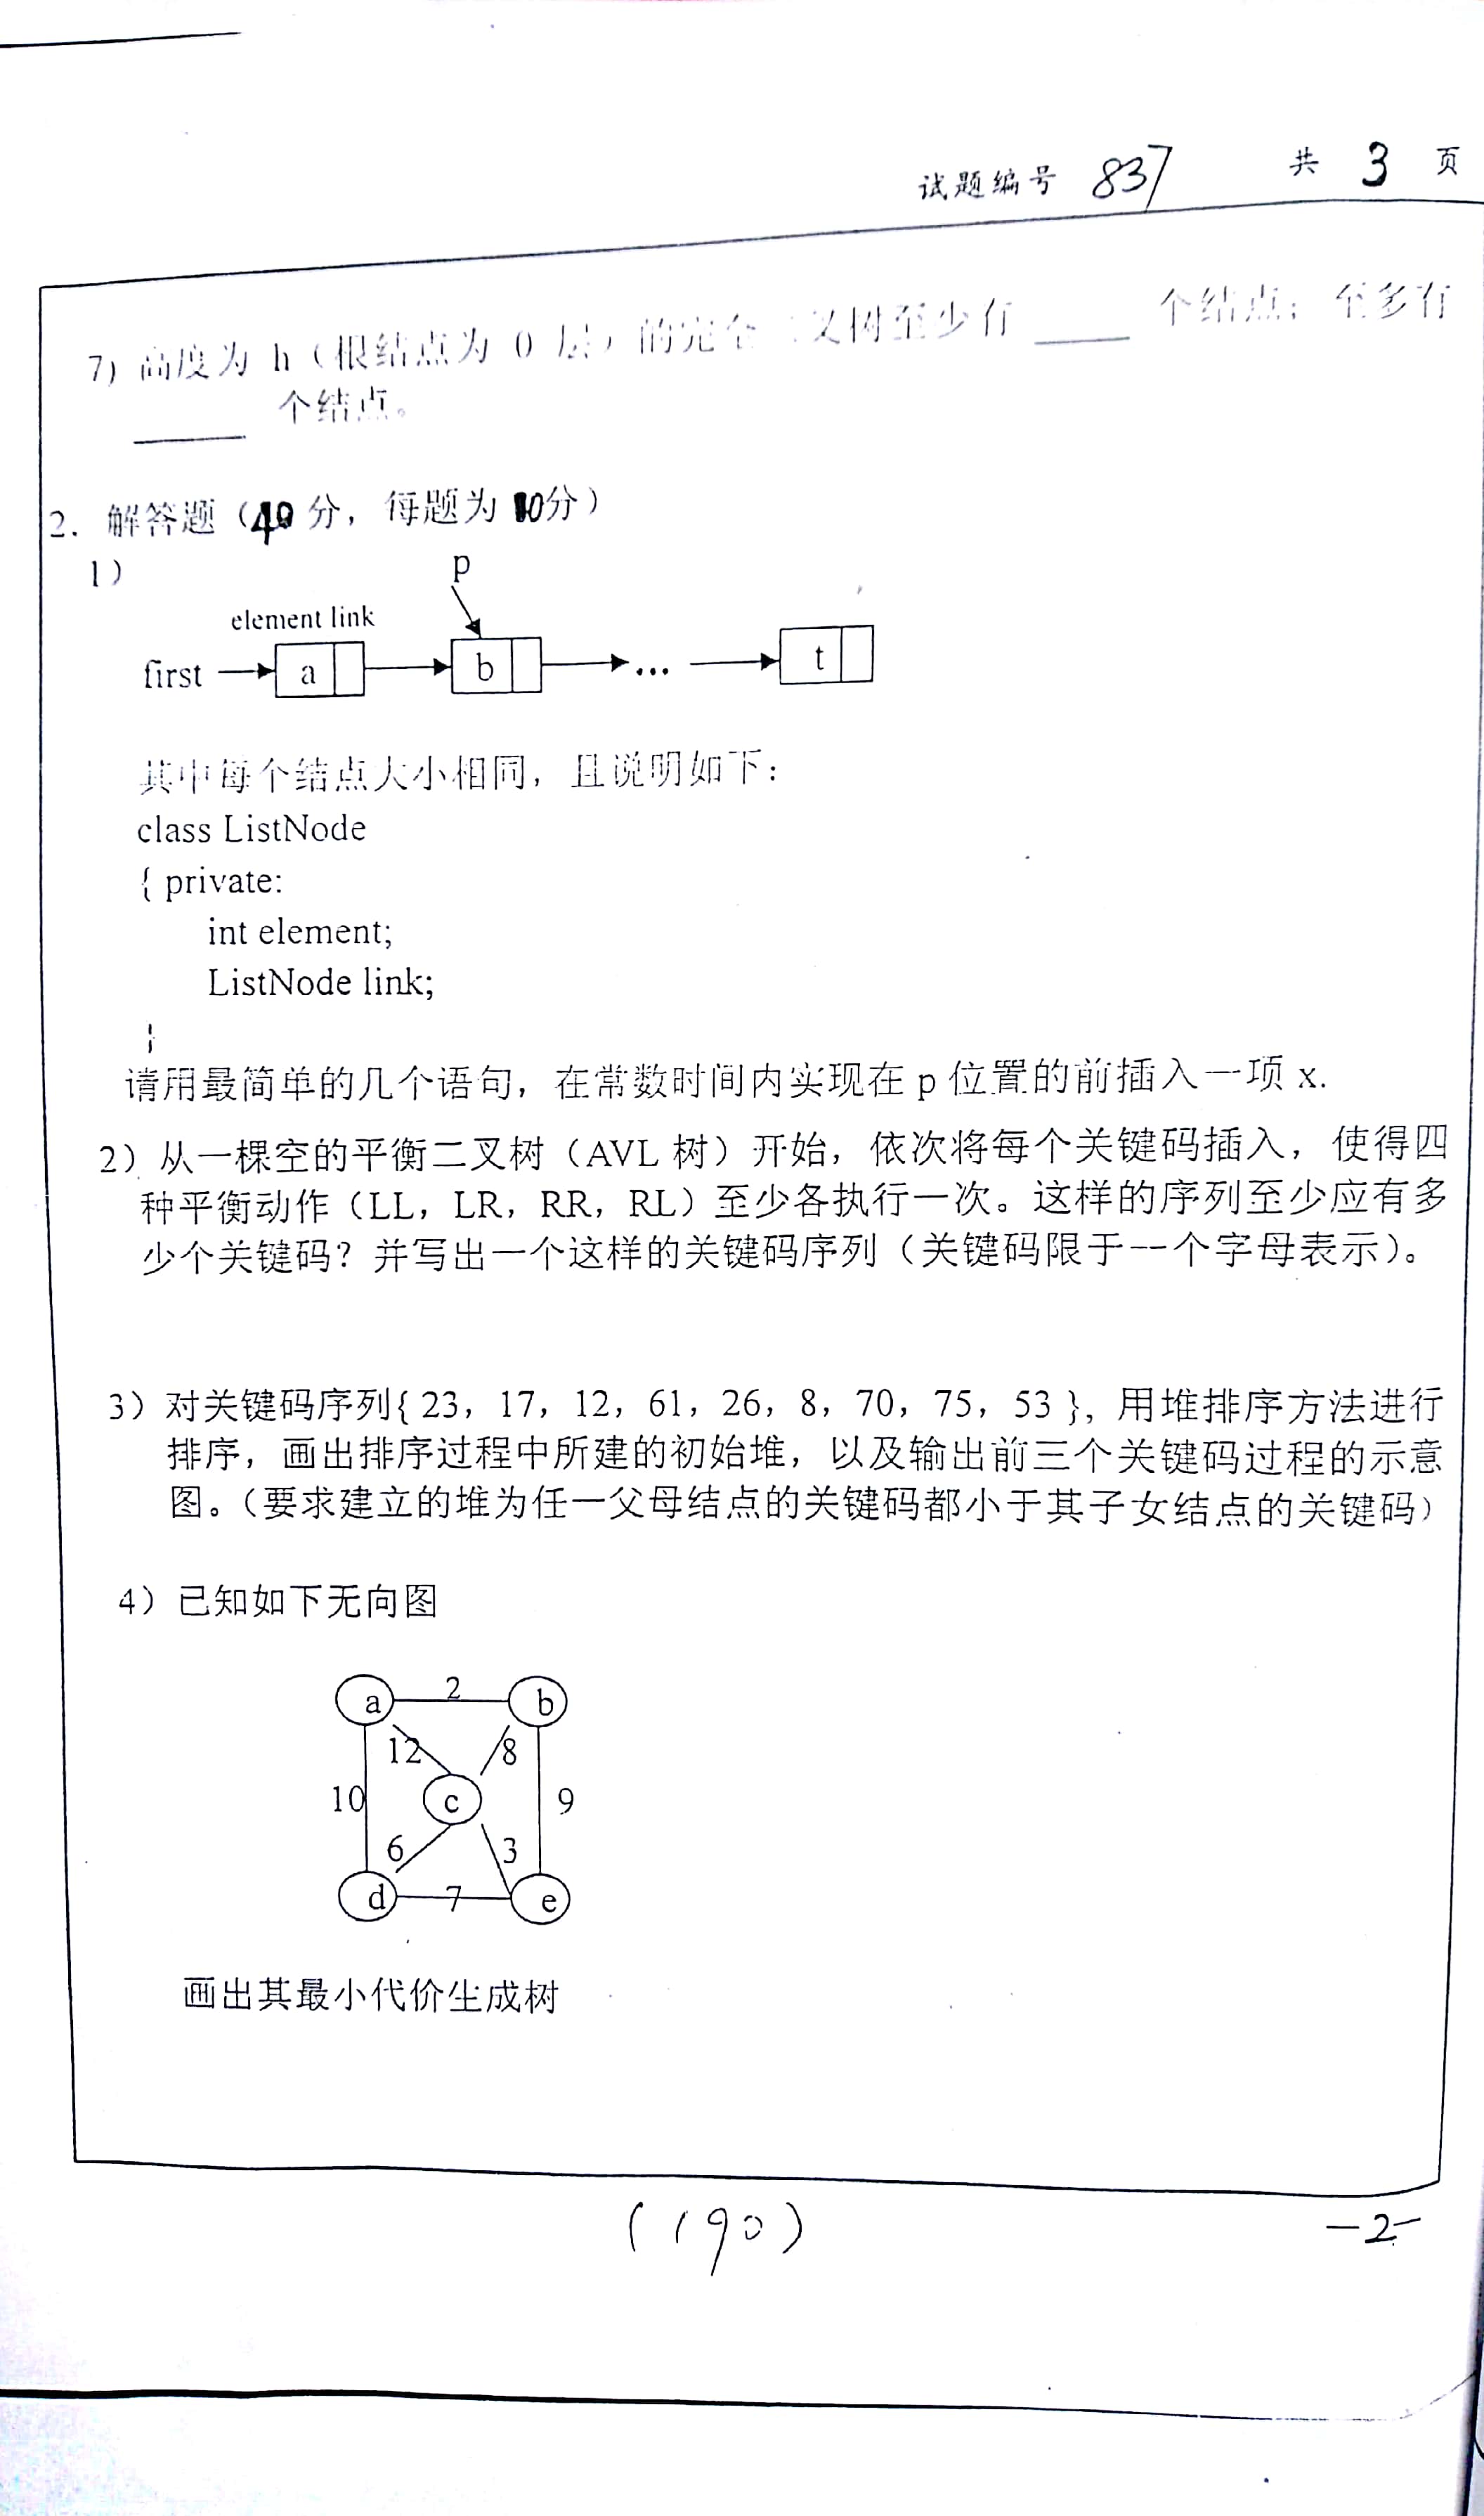 试题编号 837 共 3 页
7) 高度为 h（根结点为 0 层）的完全二叉树至少有 ____ 个结点；至多有
____ 个结点。
2. 解答题（40分，每题为10分）
1)
p
element link
first a b ... t
其中每个结点大小相同，且说明如下：
class ListNode
{ private:
int element;
ListNode link;
}
请用最简单的几个语句，在常数时间内实现在 p 位置的前插入一项 x.
2）从一棵空的平衡二叉树（AVL 树）开始，依次将每个关键码插入，使得四
种平衡动作（LL，LR，RR，RL）至少各执行一次。这样的序列至少应有多
少个关键码？并写出一个这样的关键码序列（关键码限于一个字母表示）。
3）对关键码序列{ 23，17，12，61，26，8，70，75，53 }，用堆排序方法进行
排序，画出排序过程中所建的初始堆，以及输出前三个关键码过程的示意
图。（要求建立的堆为任一父母结点的关键码都小于其子女结点的关键码）
4）已知如下无向图
a 2 b
12 8
10 c 9
6 3
d 7 e
画出其最小代价生成树
(190)
—2—